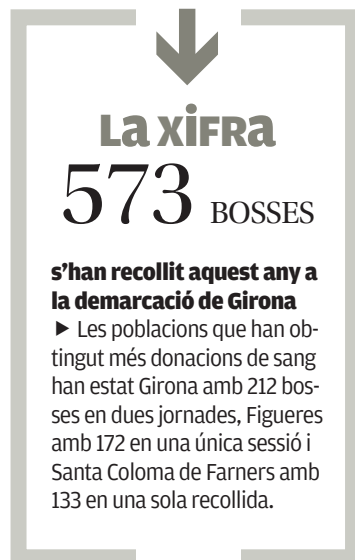 La xiFRa
573 BOSSES
s'han recollit aquest any a
la demarcació de Girona
▶ Les poblacions que han ob-
tingut més donacions de sang
han estat Girona amb 212 bos-
ses en dues jornades, Figueres
amb 172 en una única sessió i
Santa Coloma de Farners amb
133 en una sola recollida.